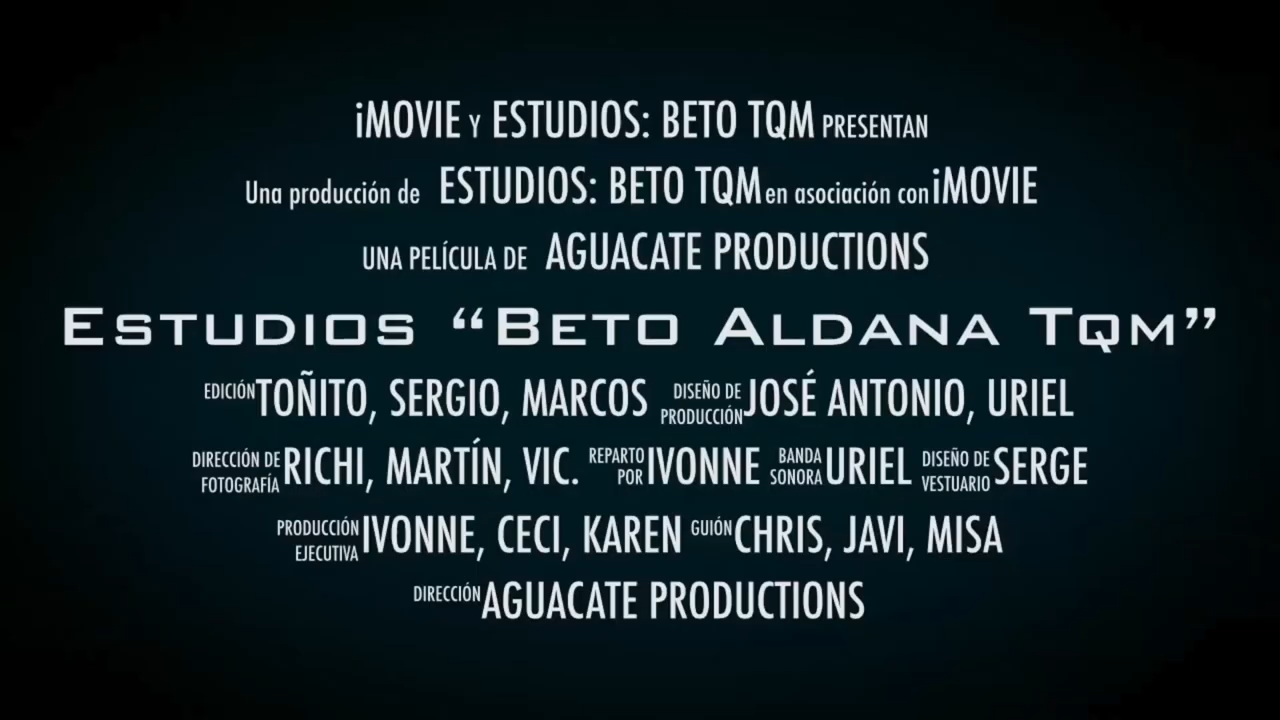 iMOVIE Y ESTUDIOS: BETO TQM PRESENTAN
Una producción de ESTUDIOS: BETO TQM en asociación con iMOVIE
UNA PELÍCULA DE AGUACATE PRODUCTIONS
ESTUDIOS “BETO ALDANA TQM”
EDICIÓN TOÑITO, SERGIO, MARCOS DISEÑO DE PRODUCCIÓN JOSÉ ANTONIO, URIEL
DIRECCIÓN DE FOTOGRAFÍA RICHI, MARTÍN, VIC. REPARTO POR IVONNE BANDA SONORA URIEL DISEÑO DE VESTUARIO SERGE
PRODUCCIÓN EJECUTIVA IVONNE, CECI, KAREN GUIÓN CHRIS, JAVI, MISA
DIRECCIÓN AGUACATE PRODUCTIONS